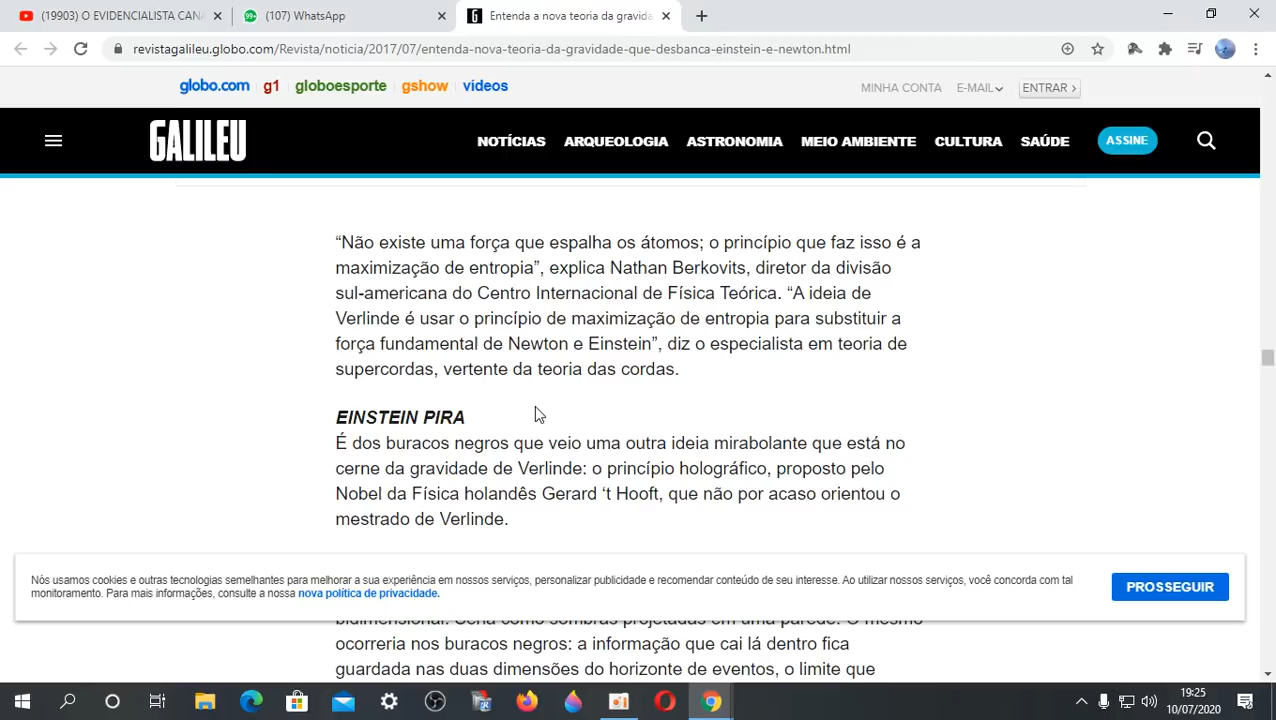 (19903) O EVIDENCIALISTA CANA
(107) WhatsApp
Entenda a nova teoria da gravida
revistagalileu.globo.com/Revista/noticia/2017/07/entenda-nova-teoria-da-gravidade-que-desbanca-einstein-e-newton.html
globo.com g1 globoesporte gshow videos
MINHA CONTA E-MAIL ENTRAR >
GALILEU
NOTÍCIAS ARQUEOLOGIA ASTRONOMIA MEIO AMBIENTE CULTURA SAÚDE ASSINE
“Não existe uma força que espalha os átomos; o princípio que faz isso é a
maximização de entropia”, explica Nathan Berkovits, diretor da divisão
sul-americana do Centro Internacional de Física Teórica. “A ideia de
Verlinde é usar o princípio de maximização de entropia para substituir a
força fundamental de Newton e Einstein”, diz o especialista em teoria de
supercordas, vertente da teoria das cordas.
EINSTEIN PIRA
É dos buracos negros que veio uma outra ideia mirabolante que está no
cerne da gravidade de Verlinde: o princípio holográfico, proposto pelo
Nobel da Física holandês Gerard ‘t Hooft, que não por acaso orientou o
mestrado de Verlinde.
Nós usamos cookies e outras tecnologias semelhantes para melhorar a sua experiência em nossos serviços, personalizar publicidade e recomendar conteúdo de seu interesse. Ao utilizar nossos serviços, você concorda com tal
monitoramento. Para mais informações, consulte a nossa nova política de privacidade.
PROSSEGUIR
bidimensional. Seria como sombras projetadas em uma parede. O mesmo
ocorreria nos buracos negros: a informação que cai lá dentro fica
guardada nas duas dimensões do horizonte de eventos, o limite que
19:25
10/07/2020